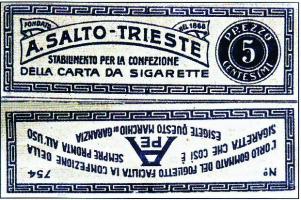 FONDATO NEL 1868
A. SALTO-TRIESTE
STABILIMENTO PER LA CONFEZIONE
DELLA CARTA DA SIGARETTE
PREZZO
5
CENTESIMI
L'ORLO GOMMATO DEL FOGLIETTO FACILITA LA CONFEZIONE DELLA
SIGARETTA CHE COSÌ È SEMPRE PRONTA ALL'USO
ESIGETE QUESTO MARCHIO DI GARANZIA
APE
No 754